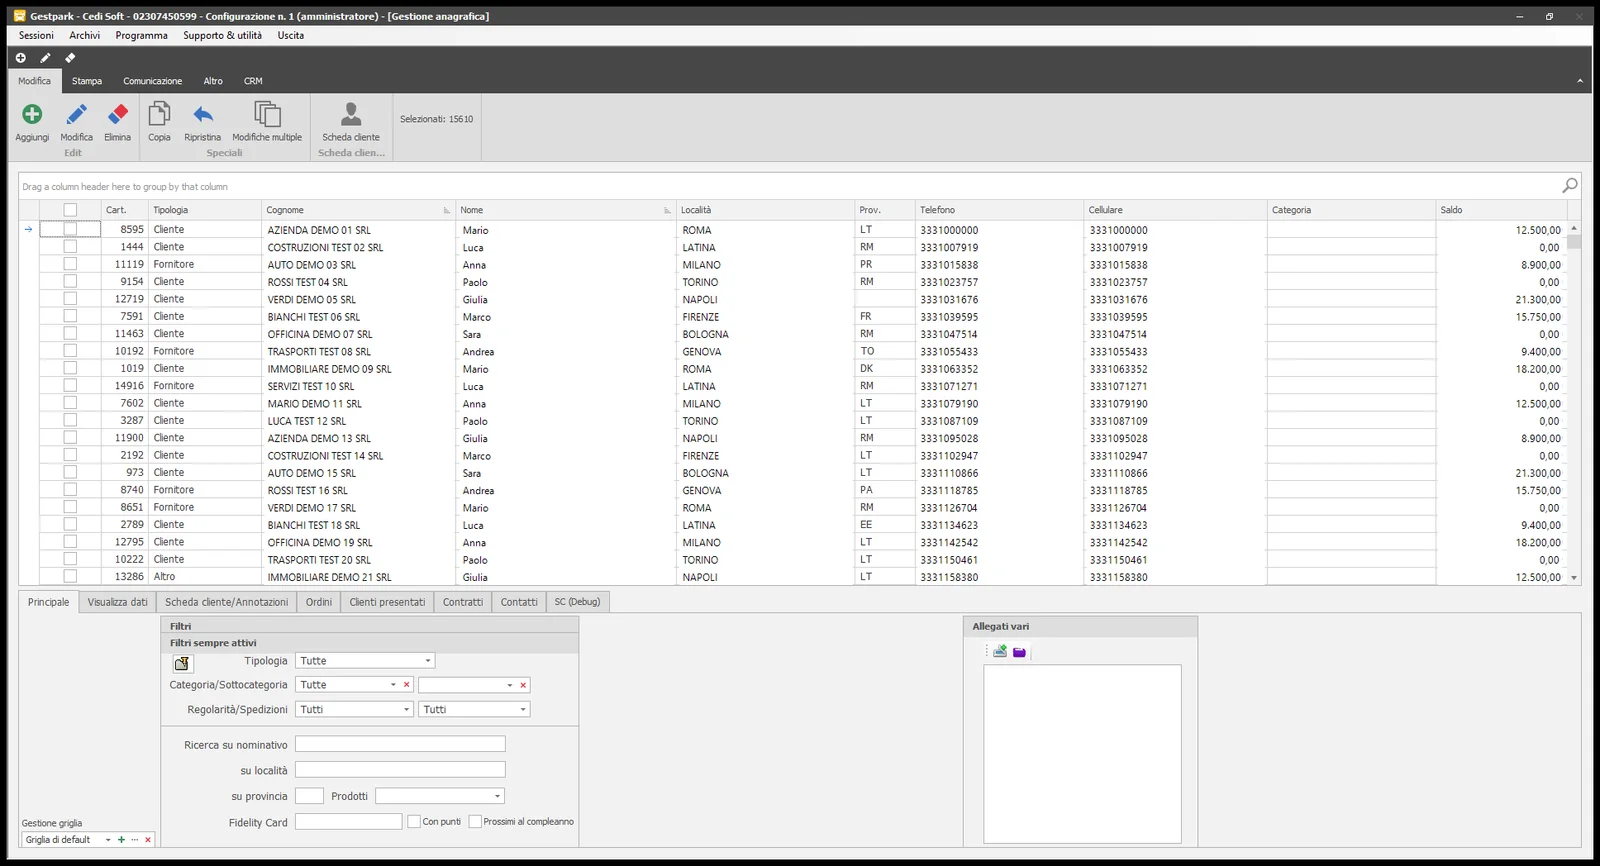 Gestpark - Cedi Soft - 02307450599 - Configurazione n. 1 (amministratore) - [Gestione anagrafica]
Sessioni Archivi Programma Supporto & utilità Uscita
Modifica Stampa Comunicazione Altro CRM
Aggiungi Modifica Elimina Copia Ripristina Modifiche multiple Scheda cliente Selezionati: 15610
Edit Speciali Scheda clien...
Drag a column header here to group by that column
Cart. Tipologia Cognome Nome Località Prov. Telefono Cellulare Categoria Saldo
8595 Cliente AZIENDA DEMO 01 SRL Mario ROMA LT 3331000000 3331000000 12.500,00
1444 Cliente COSTRUZIONI TEST 02 SRL Luca LATINA RM 3331007919 3331007919 0,00
11119 Fornitore AUTO DEMO 03 SRL Anna MILANO PR 3331015838 3331015838 8.900,00
9154 Cliente ROSSI TEST 04 SRL Paolo TORINO RM 3331023757 3331023757 0,00
12719 Cliente VERDI DEMO 05 SRL Giulia NAPOLI 3331031676 3331031676 21.300,00
7591 Cliente BIANCHI TEST 06 SRL Marco FIRENZE FR 3331039595 3331039595 15.750,00
11463 Cliente OFFICINA DEMO 07 SRL Sara BOLOGNA RM 3331047514 3331047514 0,00
10192 Fornitore TRASPORTI TEST 08 SRL Andrea GENOVA TO 3331055433 3331055433 9.400,00
1019 Cliente IMMOBILIARE DEMO 09 SRL Mario ROMA DK 3331063352 3331063352 18.200,00
14916 Fornitore SERVIZI TEST 10 SRL Luca LATINA RM 3331071271 3331071271 0,00
7602 Cliente MARIO DEMO 11 SRL Anna MILANO LT 3331079190 3331079190 12.500,00
3287 Cliente LUCA TEST 12 SRL Paolo TORINO LT 3331087109 3331087109 0,00
11900 Cliente AZIENDA DEMO 13 SRL Giulia NAPOLI RM 3331095028 3331095028 8.900,00
2192 Cliente COSTRUZIONI TEST 14 SRL Marco FIRENZE LT 3331102947 3331102947 0,00
973 Cliente AUTO DEMO 15 SRL Sara BOLOGNA LT 3331110866 3331110866 21.300,00
8740 Fornitore ROSSI TEST 16 SRL Andrea GENOVA PA 3331118785 3331118785 15.750,00
8651 Fornitore VERDI DEMO 17 SRL Mario ROMA RM 3331126704 3331126704 0,00
2789 Cliente BIANCHI TEST 18 SRL Luca LATINA EE 3331134623 3331134623 9.400,00
12795 Cliente OFFICINA DEMO 19 SRL Anna MILANO LT 3331142542 3331142542 18.200,00
10222 Cliente TRASPORTI TEST 20 SRL Paolo TORINO LT 3331150461 3331150461 0,00
13286 Altro IMMOBILIARE DEMO 21 SRL Giulia NAPOLI LT 3331158380 3331158380 12.500,00
Principale Visualizza dati Scheda cliente/Annotazioni Ordini Clienti presentati Contratti Contatti SC (Debug)
Filtri
Filtri sempre attivi
Tipologia Tutte
Categoria/Sottocategoria Tutte
Regolarità/Spedizioni Tutti Tutti
Ricerca su nominativo
su località
su provincia Prodotti
Fidelity Card Con punti Prossimi al compleanno
Allegati vari
Gestione griglia
Griglia di default